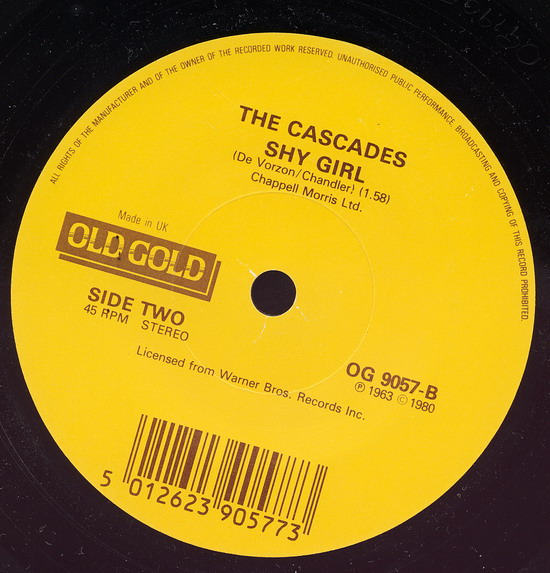 ALL RIGHTS OF THE MANUFACTURER AND OF THE OWNER OF THE RECORDED WORK RESERVED. UNAUTHORISED PUBLIC PERFORMANCE, BROADCASTING AND COPYING OF THIS RECORD PROHIBITED.
THE CASCADES
SHY GIRL
(De Vorzon/Chandler) (1.58)
Chappell Morris Ltd.
Made in UK
OLD GOLD
SIDE TWO
45 RPM STEREO
Licensed from Warner Bros. Records Inc.
OG 9057-B
℗ 1963 © 1980
5 012623 905773